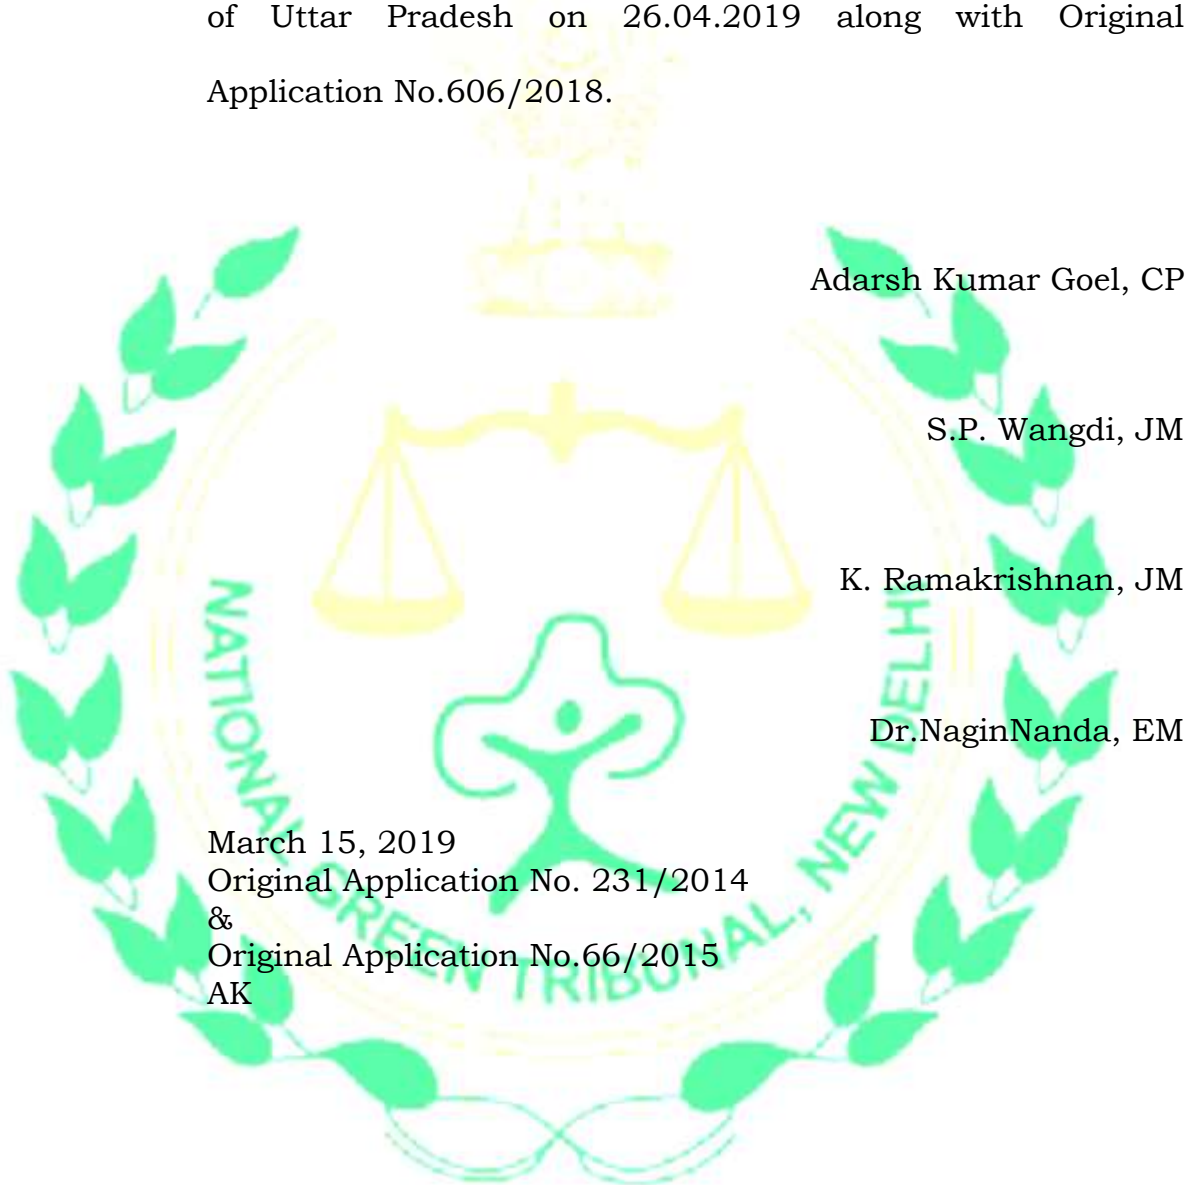 of Uttar Pradesh on 26.04.2019 along with Original
Application No.606/2018.
Adarsh Kumar Goel, CP
S.P. Wangdi, JM
K. Ramakrishnan, JM
Dr.NaginNanda, EM
March 15, 2019
Original Application No. 231/2014
&
Original Application No.66/2015
AK
NATIONAL GREEN TRIBUNAL, NEW DELHI